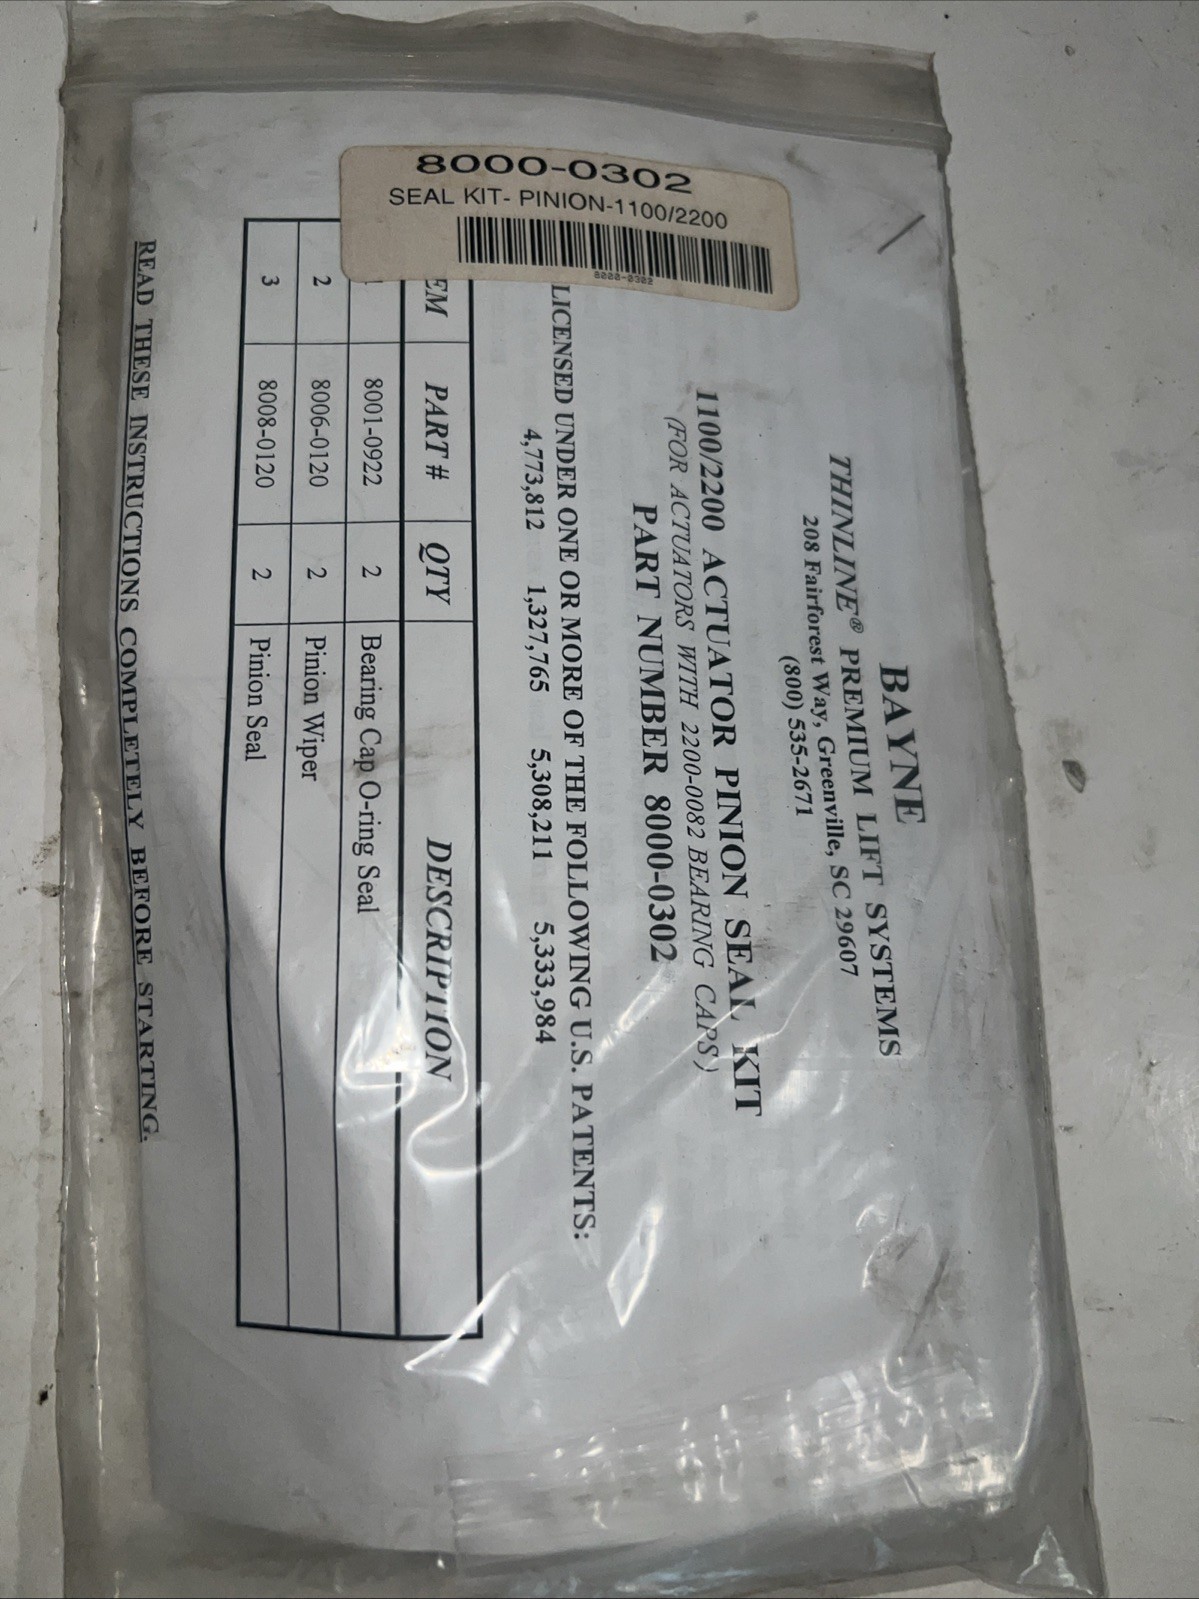 8000-0302
SEAL KIT- PINION-1100/2200
8000-0302
BAYNE
THINLINE® PREMIUM LIFT SYSTEMS
208 Fairforest Way, Greenville, SC 29607
(800) 535-2671
1100/2200 ACTUATOR PINION SEAL KIT
(FOR ACTUATORS WITH 2200-0082 BEARING CAPS)
PART NUMBER 8000-0302
LICENSED UNDER ONE OR MORE OF THE FOLLOWING U.S. PATENTS:
4,773,812 1,327,765 5,308,211 5,333,984
EM PART # QTY DESCRIPTION
8001-0922 2 Bearing Cap O-ring Seal
2 8006-0120 2 Pinion Wiper
3 8008-0120 2 Pinion Seal
READ THESE INSTRUCTIONS COMPLETELY BEFORE STARTING.